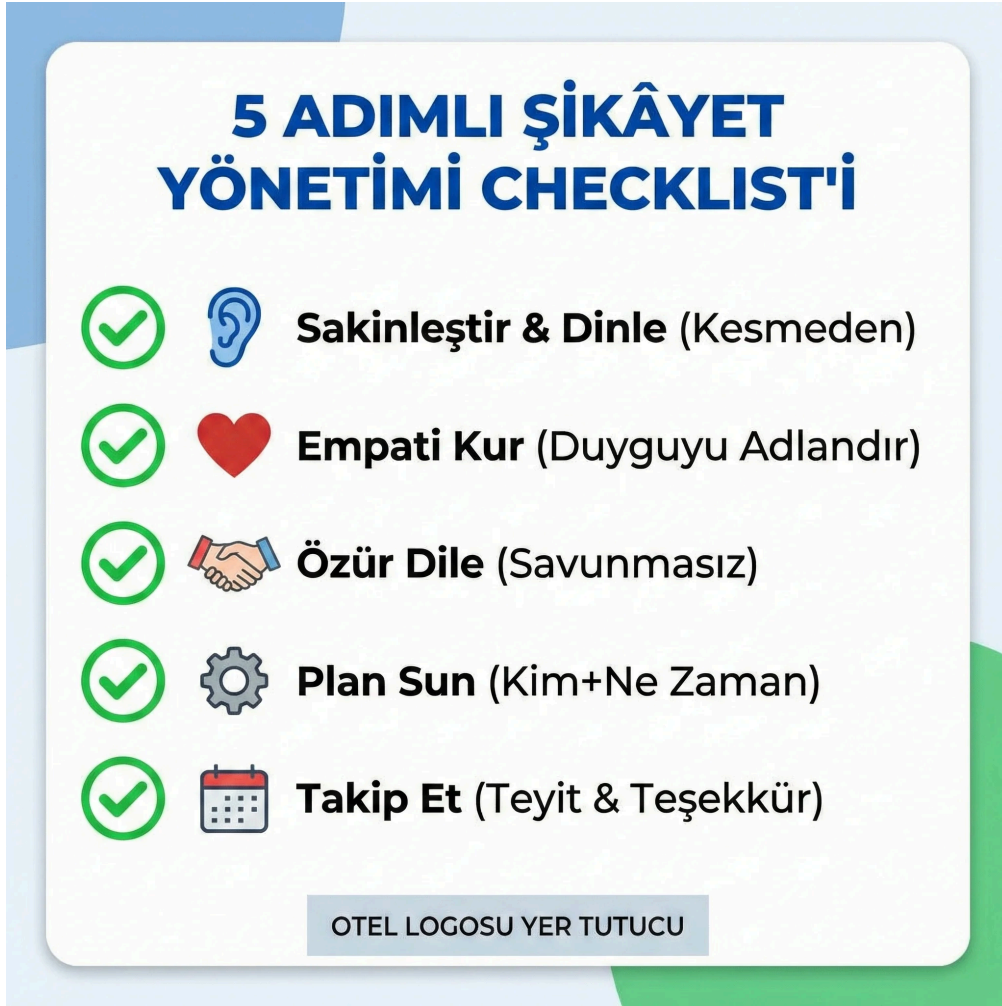 5 ADIMLI ŞİKÂYET
YÖNETİMİ CHECKLIST'İ
Sakinleştir & Dinle (Kesmeden)
Empati Kur (Duyguyu Adlandır)
Özür Dile (Savunmasız)
Plan Sun (Kim+Ne Zaman)
Takip Et (Teyit & Teşekkür)
OTEL LOGOSU YER TUTUCU